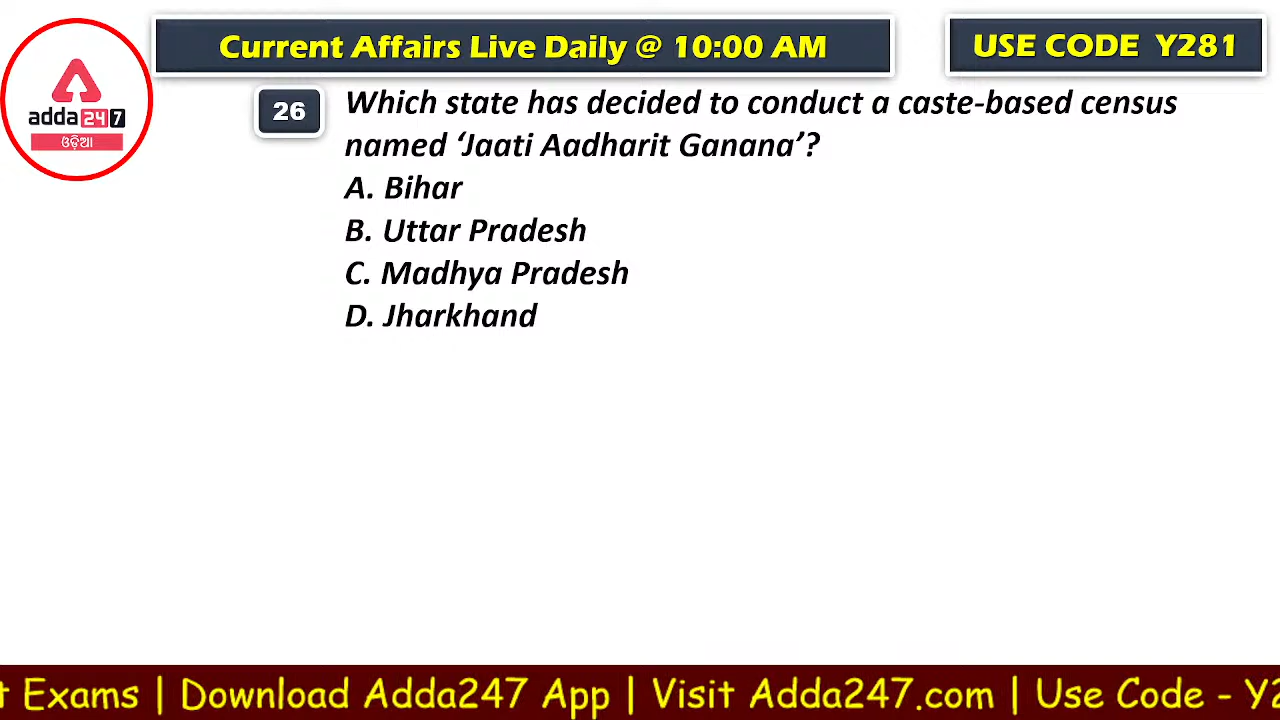 Current Affairs Live Daily @ 10:00 AM
USE CODE Y281
adda247
ଓଡ଼ିଆ
26
Which state has decided to conduct a caste-based census
named ‘Jaati Aadharit Ganana’?
A. Bihar
B. Uttar Pradesh
C. Madhya Pradesh
D. Jharkhand
t Exams | Download Adda247 App | Visit Adda247.com | Use Code - Y2